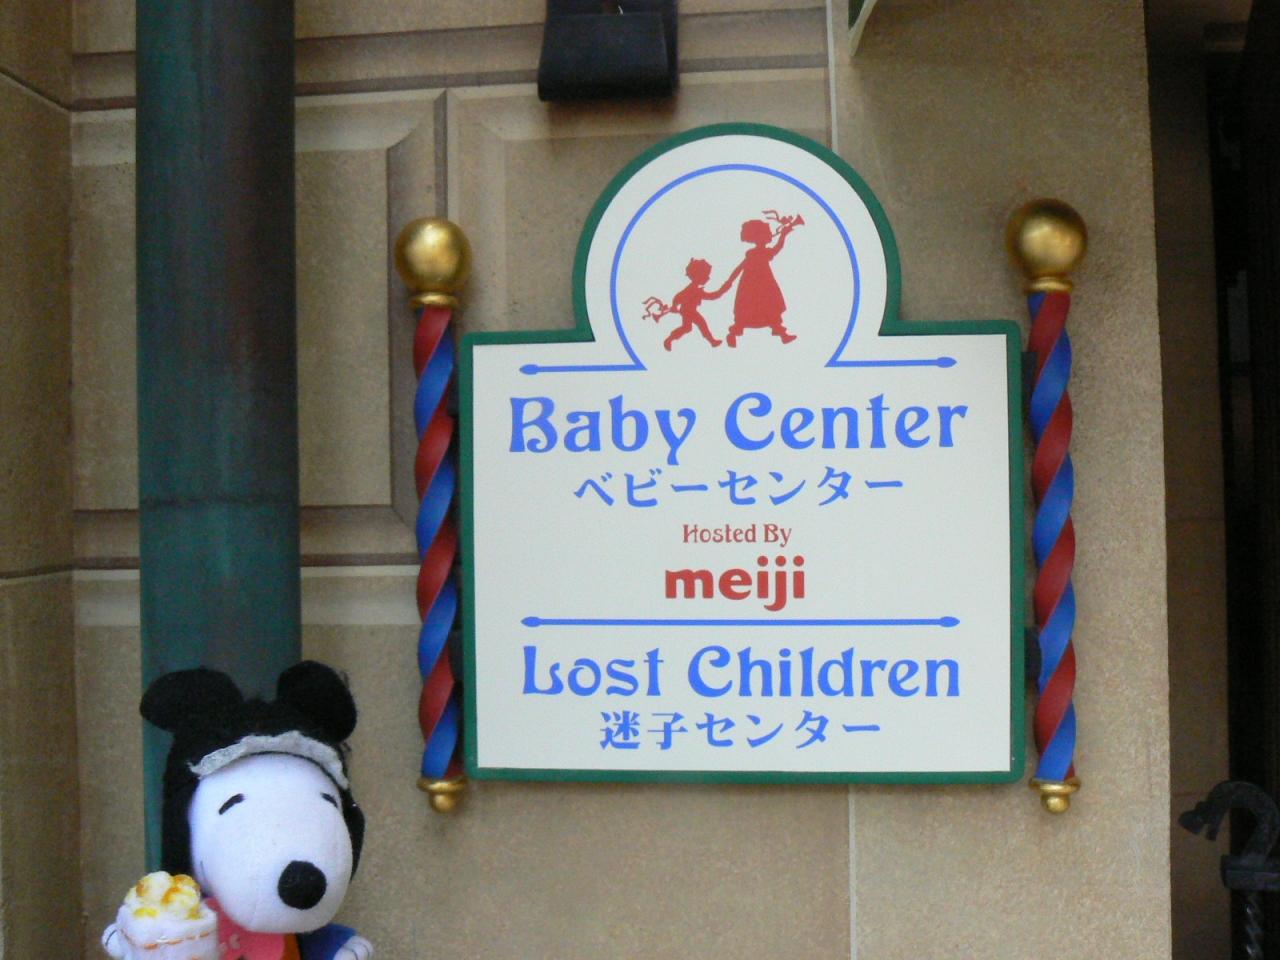 Baby Center
ベビーセンター
Hosted By
meiji
Lost Children
迷子センター